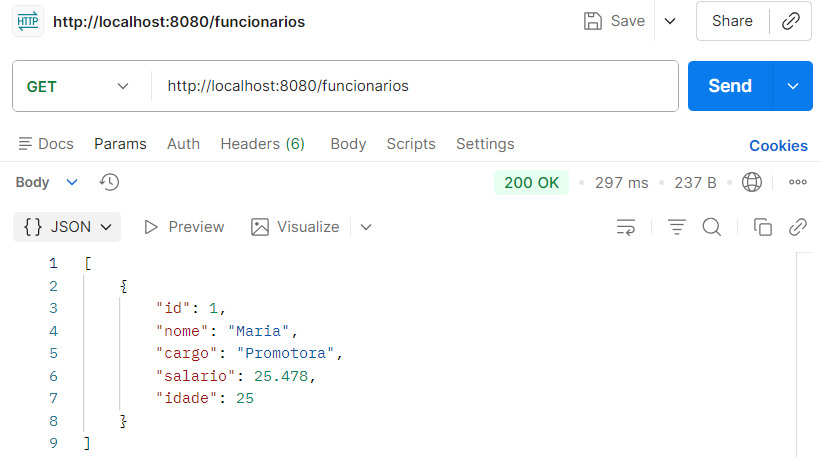 HTTP http://localhost:8080/funcionarios Save Share
GET http://localhost:8080/funcionarios Send
Docs Params Auth Headers (6) Body Scripts Settings Cookies
Body 200 OK 297 ms 237 B
{} JSON Preview Visualize
1 [
2 {
3 "id": 1,
4 "nome": "Maria",
5 "cargo": "Promotora",
6 "salario": 25.478,
7 "idade": 25
8 }
9 ]